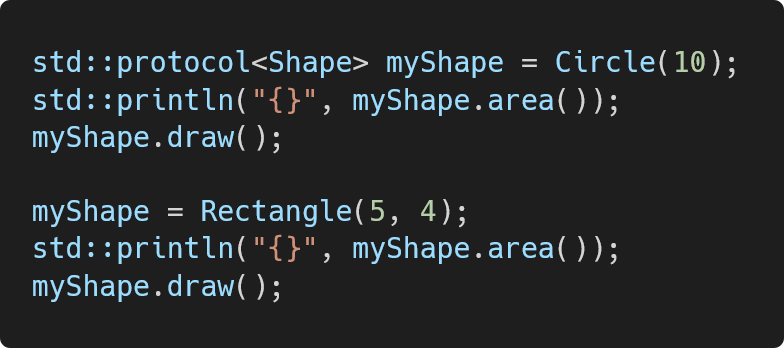 std::protocol<Shape> myShape = Circle(10);
std::println("{}", myShape.area());
myShape.draw();

myShape = Rectangle(5, 4);
std::println("{}", myShape.area());
myShape.draw();